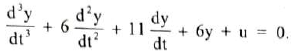 d³y/dt³ + 6 d²y/dt² + 11 dy/dt + 6y + u = 0.